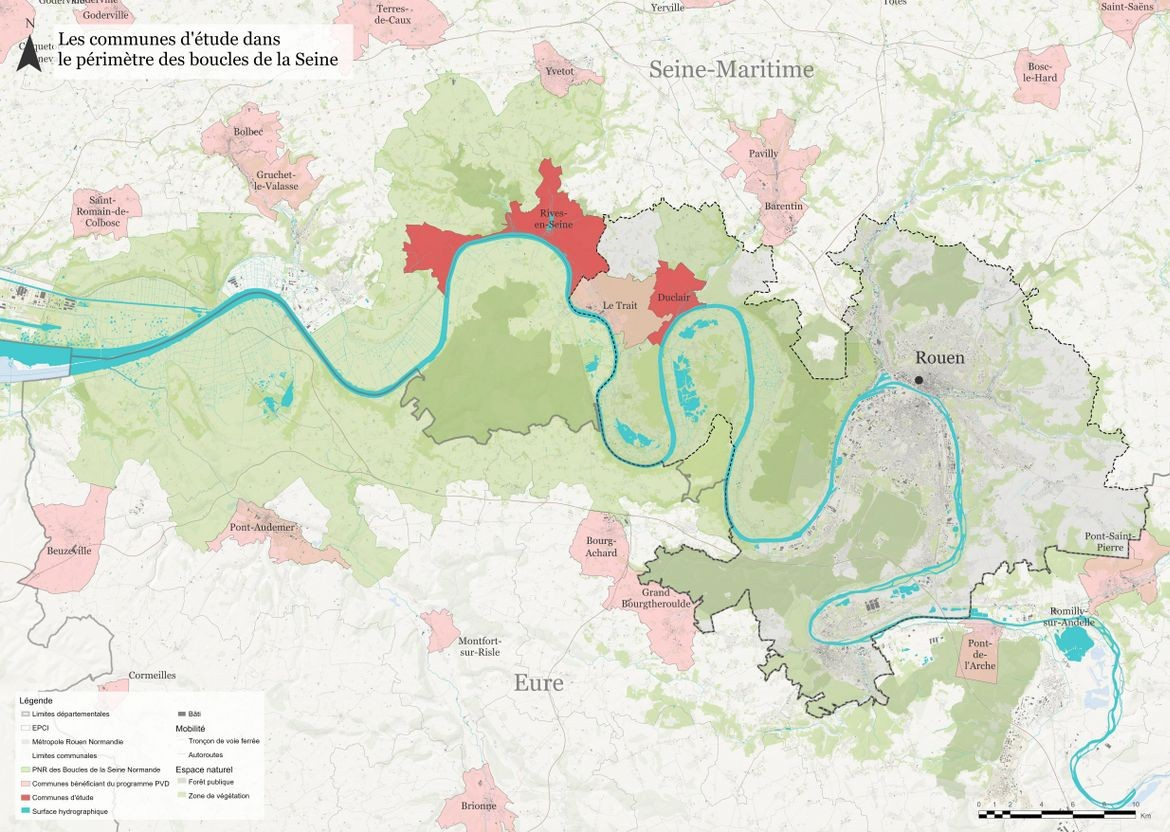 Goderville
Goderville
Terres-
de-Caux
Yerville
Totes
Saint-Saëns
N
Les communes d'étude dans
le périmètre des boucles de la Seine
Yvetot
Seine-Maritime
Bosc-
le-Hard
Bolbec
Gruchet-
le-Valasse
Pavilly
Barentin
Saint-
Romain-de-
Colbosc
Rives-
en-Seine
Le Trait
Duclair
Rouen
Beuzeville
Pont-Audemer
Bourg-
Achard
Grand
Bourgtheroulde
Pont-Saint-
Pierre
Romilly-
sur-Andelle
Pont-
de-
l'Arche
Montfort-
sur-Risle
Cormeilles
Eure
Brionne
Légende
Limites départementales
EPCI
Métropole Rouen Normandie
Limites communales
PNR des Boucles de la Seine Normande
Communes bénéficiant du programme PVD
Communes d'étude
Surface hydrographique
Bâti
Mobilité
Tronçon de voie ferrée
Autoroutes
Espace naturel
Forêt publique
Zone de végétation
0 1 2 4 6 8 10
Km